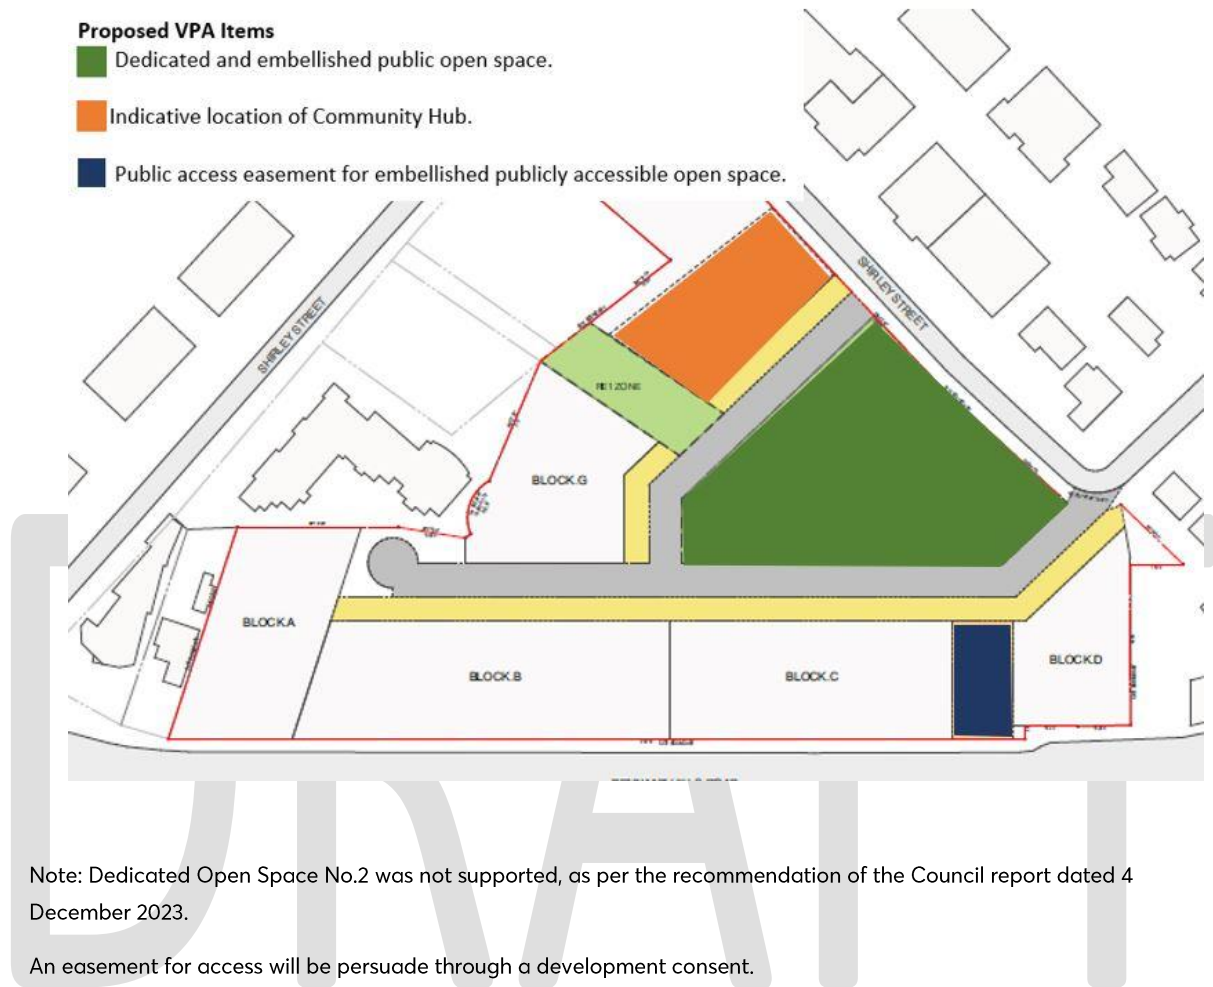 Proposed VPA Items
Dedicated and embellished public open space.
Indicative location of Community Hub.
Public access easement for embellished publicly accessible open space.
SHIRLEY STREET
SHIRLEY STREET
RE1 ZONE
BLOCK.G
BLOCK.A
BLOCK.B
BLOCK.C
BLOCK.D
DRAFT
Note: Dedicated Open Space No.2 was not supported, as per the recommendation of the Council report dated 4
December 2023.
An easement for access will be persuade through a development consent.